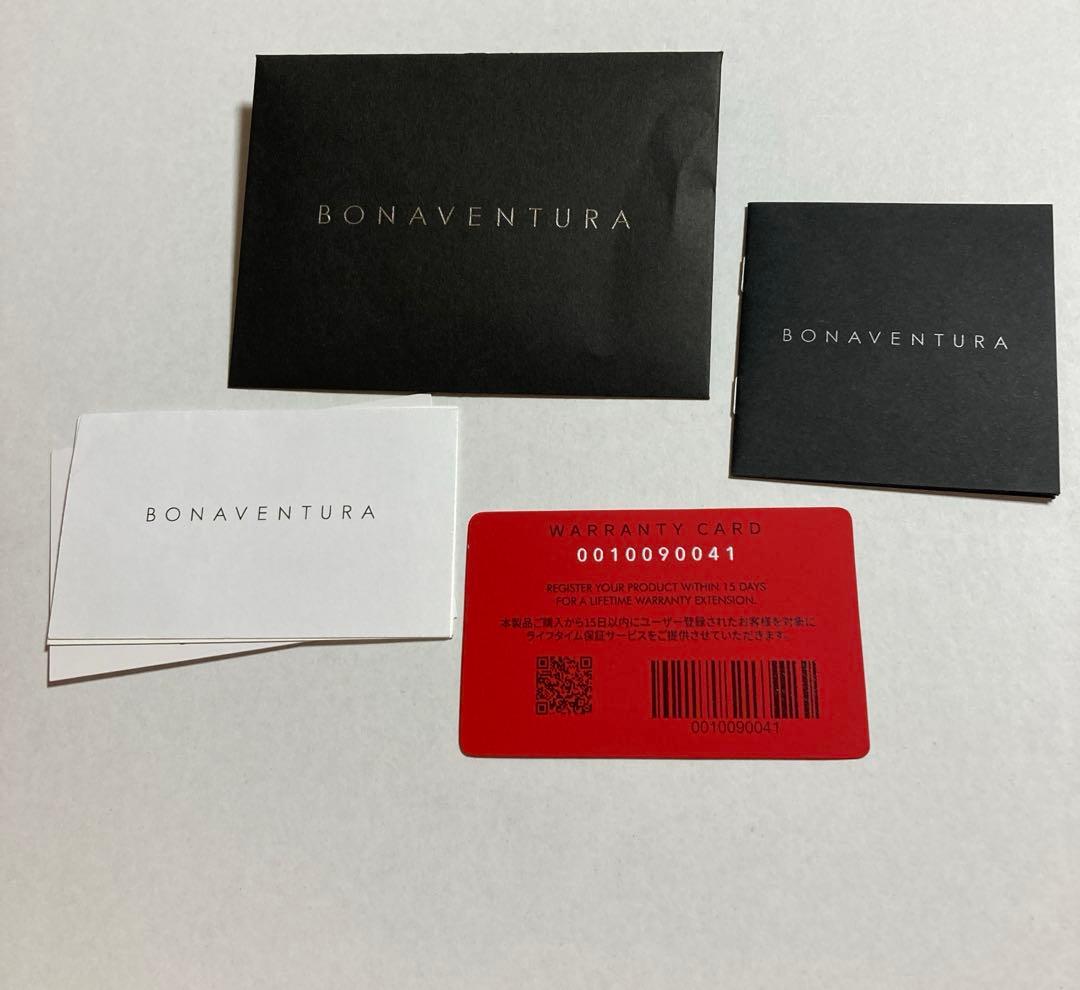 BONAVENTURA
BONAVENTURA
BONAVENTURA
WARRANTY CARD
0010090041
REGISTER YOUR PRODUCT WITHIN 15 DAYS
FOR A LIFETIME WARRANTY EXTENSION.
本製品ご購入から15日以内にユーザー登録されたお客様を対象に
ライフタイム保証サービスをご提供させていただきます。
0010090041